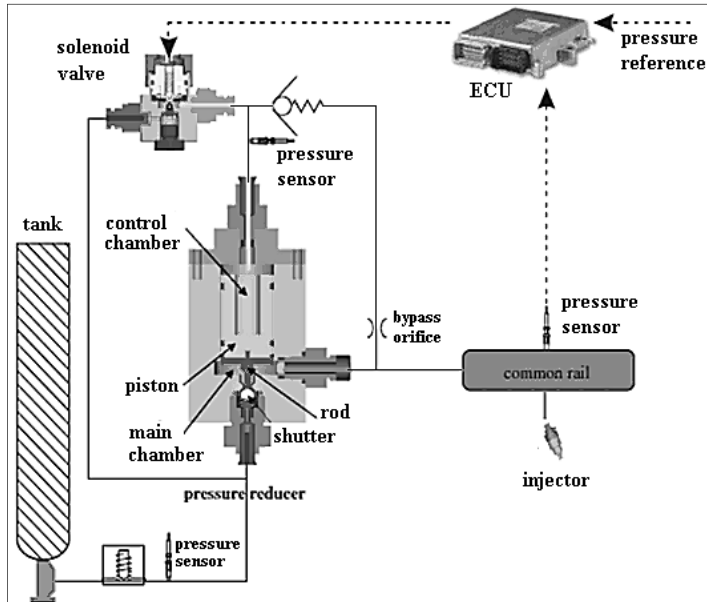 solenoid
valve
pressure
reference
ECU
pressure
sensor
tank
control
chamber
bypass
orifice
pressure
sensor
common rail
piston
rod
main
chamber
shutter
injector
pressure reducer
pressure
sensor